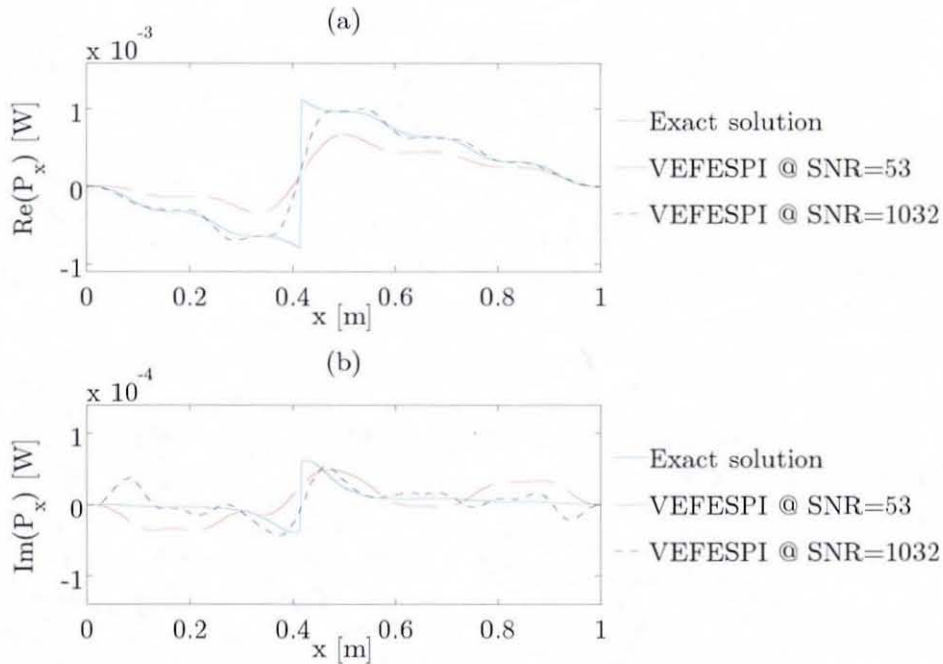 (a)
x 10^-3
Re(P_x) [W]
1
0
-1
0 0.2 0.4 0.6 0.8 1
x [m]
Exact solution
VEFESPI @ SNR=53
VEFESPI @ SNR=1032
(b)
x 10^-4
Im(P_x) [W]
1
0
-1
0 0.2 0.4 0.6 0.8 1
x [m]
Exact solution
VEFESPI @ SNR=53
VEFESPI @ SNR=1032